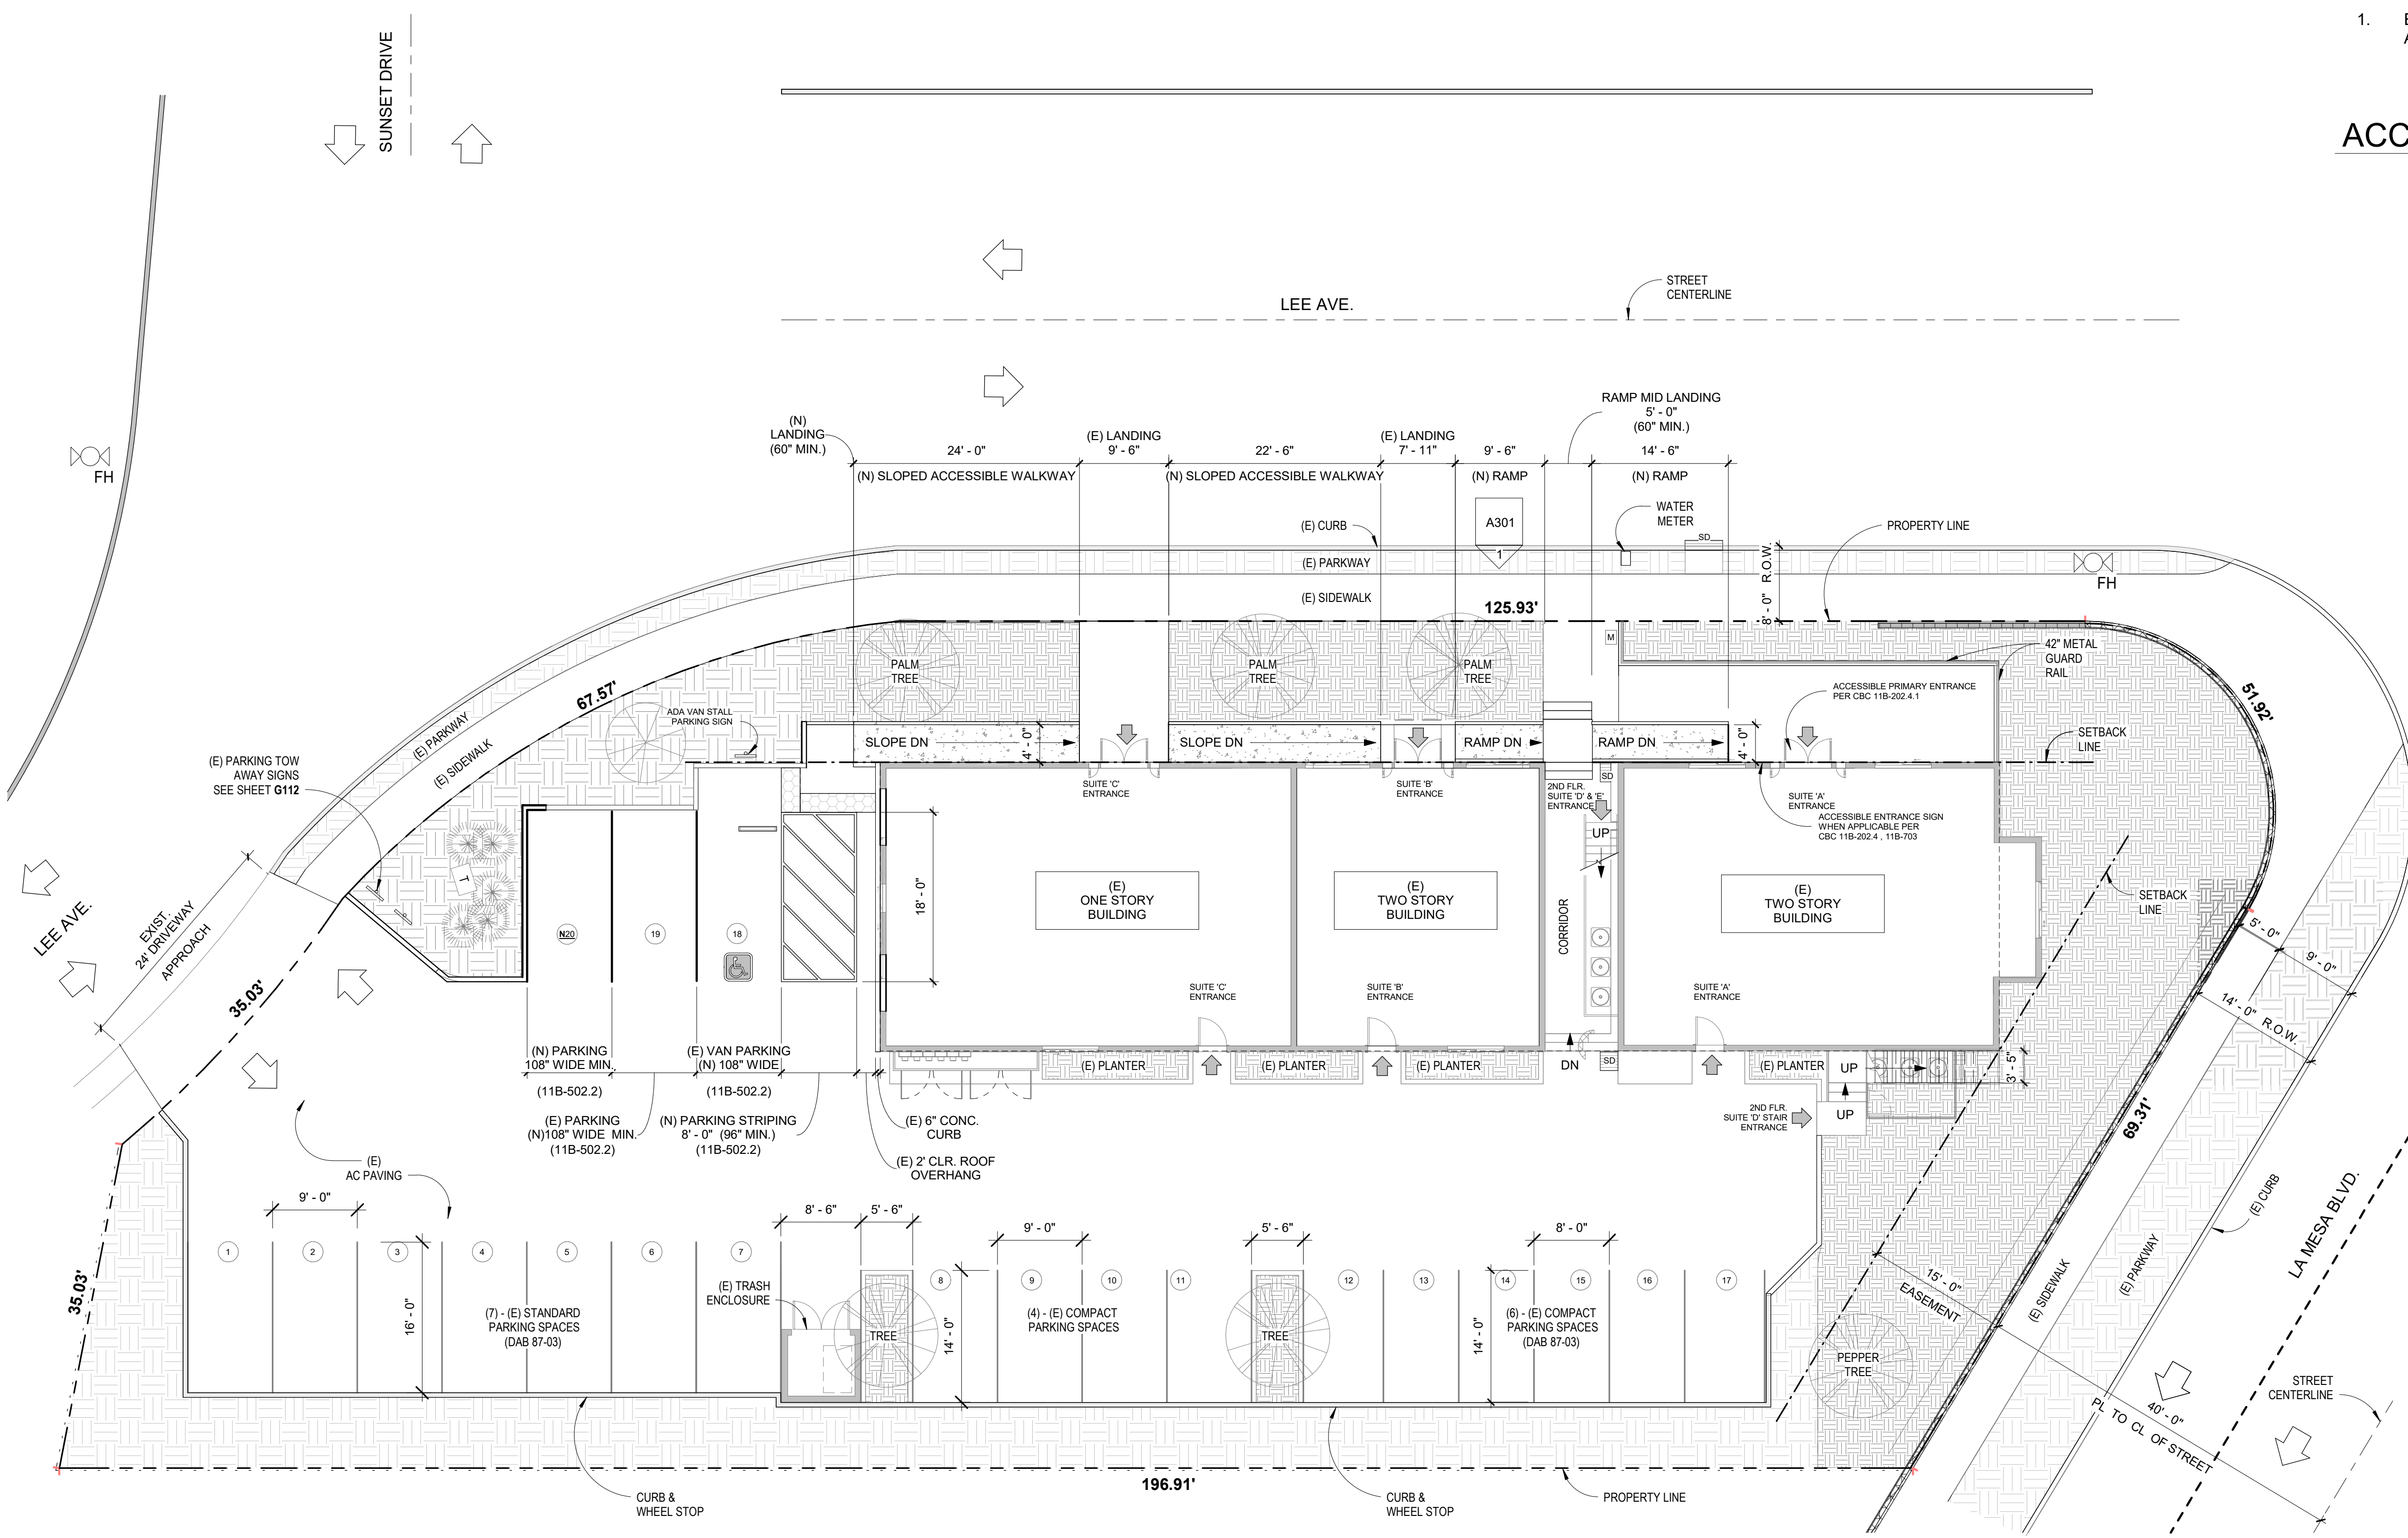 1.
SUNSET DRIVE
ACC
STREET
CENTERLINE
LEE AVE.
RAMP MID LANDING
5' - 0"
(60" MIN.)
(N)
LANDING
(60" MIN.)
24' - 0"
(E) LANDING
9' - 6"
22' - 6"
(E) LANDING
7' - 11"
9' - 6"
14' - 6"
(N) SLOPED ACCESSIBLE WALKWAY
(N) SLOPED ACCESSIBLE WALKWAY
(N) RAMP
(N) RAMP
FH
A301
1
WATER
METER
(E) CURB
SD
PROPERTY LINE
(E) PARKWAY
8' - 0" R.O.W.
FH
(E) SIDEWALK
125.93'
M
42" METAL
GUARD
RAIL
PALM
TREE
PALM
TREE
PALM
TREE
ACCESSIBLE PRIMARY ENTRANCE
PER CBC 11B-202.4.1
67.57'
51.92'
ADA VAN STALL
PARKING SIGN
(E) PARKWAY
(E) SIDEWALK
SLOPE DN
4' - 0"
SLOPE DN
RAMP DN
RAMP DN
4' - 0"
SETBACK
LINE
(E) PARKING TOW
AWAY SIGNS
SEE SHEET G112
SUITE 'C'
ENTRANCE
SUITE 'B'
ENTRANCE
SD
2ND FLR.
SUITE 'D' & 'E'
ENTRANCE
SUITE 'A'
ENTRANCE
ACCESSIBLE ENTRANCE SIGN
WHEN APPLICABLE PER
CBC 11B-202.4 , 11B-703
UP
T
18' - 0"
(E)
ONE STORY
BUILDING
(E)
TWO STORY
BUILDING
(E)
TWO STORY
BUILDING
SETBACK
LINE
LEE AVE.
EXIST.
24' DRIVEWAY
APPROACH
N20
19
18
CORRIDOR
5' - 0"
9' - 0"
14' - 0" R.O.W.
35.03'
SUITE 'C'
ENTRANCE
SUITE 'B'
ENTRANCE
SUITE 'A'
ENTRANCE
(N) PARKING
108" WIDE MIN.
(11B-502.2)
(E) VAN PARKING
(N) 108" WIDE
(11B-502.2)
(E) PLANTER
(E) PLANTER
(E) PLANTER
DN
SD
(E) PLANTER
UP
3' - 5"
2ND FLR.
SUITE 'D' STAIR
ENTRANCE
UP
(E) PARKING
(N)108" WIDE MIN.
(11B-502.2)
(N) PARKING STRIPING
8' - 0" (96" MIN.)
(11B-502.2)
(E) 6" CONC.
CURB
(E) 2' CLR. ROOF
OVERHANG
69.31'
(E)
AC PAVING
(E) CURB
LA MESA BLVD.
9' - 0"
8' - 6"
5' - 6"
9' - 0"
5' - 6"
8' - 0"
1
2
3
4
5
6
7
8
9
10
11
12
13
14
15
16
17
35.03'
16' - 0"
(7) - (E) STANDARD
PARKING SPACES
(DAB 87-03)
(E) TRASH
ENCLOSURE
TREE
14' - 0"
(4) - (E) COMPACT
PARKING SPACES
TREE
14' - 0"
(6) - (E) COMPACT
PARKING SPACES
(DAB 87-03)
15' - 0"
EASEMENT
(E) SIDEWALK
(E) PARKWAY
PEPPER
TREE
STREET
CENTERLINE
40' - 0"
PL TO CL OF STREET
196.91'
CURB &
WHEEL STOP
CURB &
WHEEL STOP
PROPERTY LINE